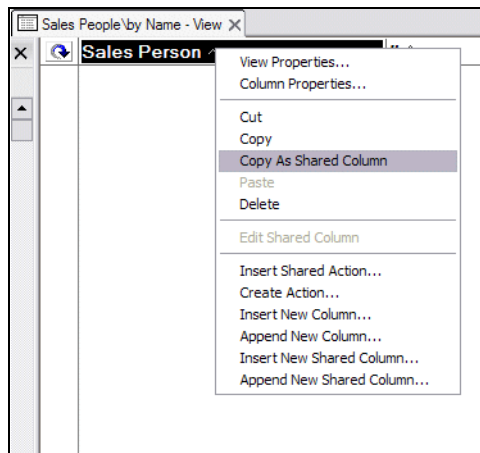 Sales People\by Name - View
Sales Person
View Properties...
Column Properties...
Cut
Copy
Copy As Shared Column
Paste
Delete
Edit Shared Column
Insert Shared Action...
Create Action...
Insert New Column...
Append New Column...
Insert New Shared Column...
Append New Shared Column...